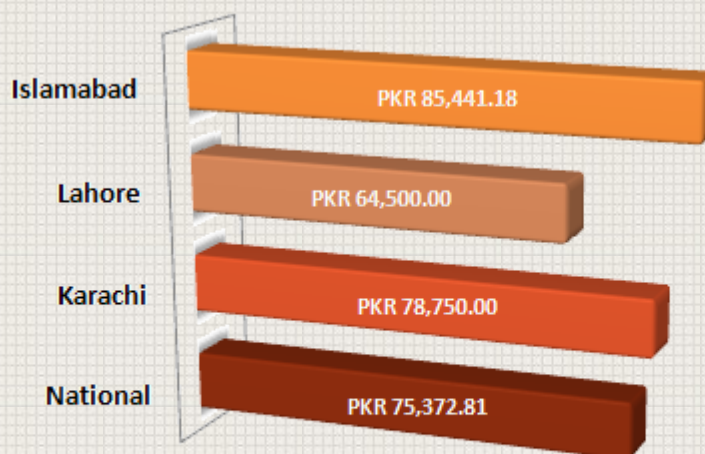 Islamabad PKR 85,441.18
Lahore PKR 64,500.00
Karachi PKR 78,750.00
National PKR 75,372.81